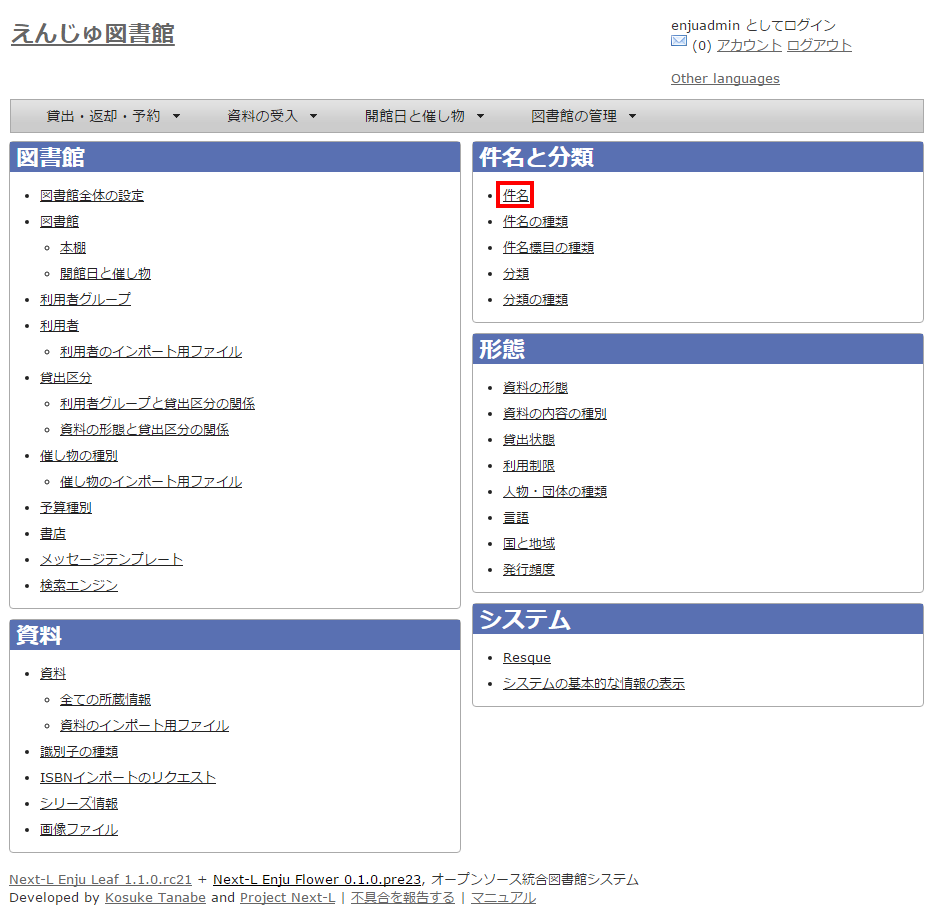 えんじゅ図書館
enjuadmin としてログイン
(0) アカウント ログアウト
Other languages
貸出・返却・予約 ▼ 資料の受入 ▼ 開館日と催し物 ▼ 図書館の管理 ▼
図書館
図書館全体の設定
図書館
本棚
開館日と催し物
利用者グループ
利用者
利用者のインポート用ファイル
貸出区分
利用者グループと貸出区分の関係
資料の形態と貸出区分の関係
催し物の種別
催し物のインポート用ファイル
予算種別
書店
メッセージテンプレート
検索エンジン
資料
資料
全ての所蔵情報
資料のインポート用ファイル
識別子の種類
ISBNインポートのリクエスト
シリーズ情報
画像ファイル
件名と分類
件名
件名の種類
件名標目の種類
分類
分類の種類
形態
資料の形態
資料の内容の種別
貸出状態
利用制限
人物・団体の種類
言語
国と地域
発行頻度
システム
Resque
システムの基本的な情報の表示
Next-L Enju Leaf 1.1.0.rc21 + Next-L Enju Flower 0.1.0.pre23, オープンソース統合図書館システム
Developed by Kosuke Tanabe and Project Next-L | 不具合を報告する | マニュアル